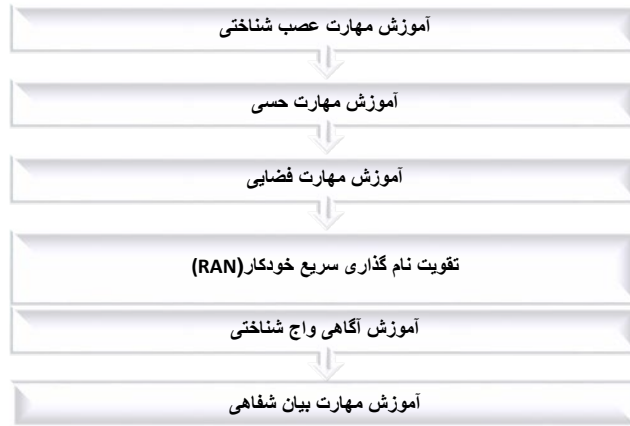 آموزش مهارت عصب شناختی
آموزش مهارت حسی
آموزش مهارت فضایی
تقویت نام گذاری سریع خودکار(RAN)
آموزش آگاهی واج شناختی
آموزش مهارت بیان شفاهی